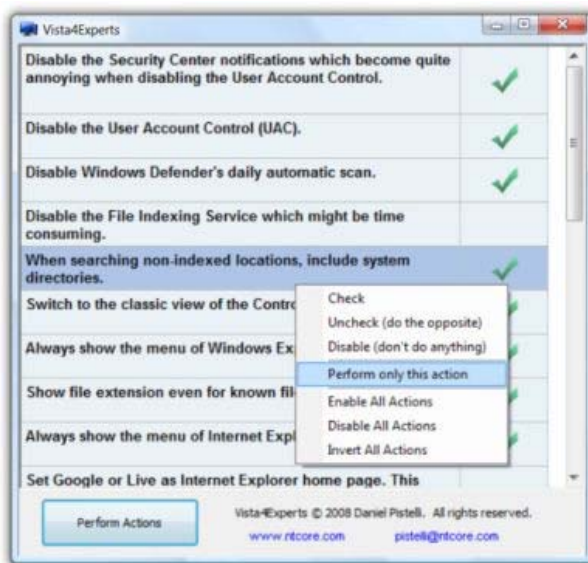 Vista4Experts
Disable the Security Center notifications which become quite
annoying when disabling the User Account Control.
Disable the User Account Control (UAC).
Disable Windows Defender's daily automatic scan.
Disable the File Indexing Service which might be time
consuming.
When searching non-indexed locations, include system
directories.
Switch to the classic view of the Contro
Always show the menu of Windows Ex
Show file extension even for known fil
Always show the menu of Internet Expl
Set Google or Live as Internet Explorer home page. This
Check
Uncheck (do the opposite)
Disable (don't do anything)
Perform only this action
Enable All Actions
Disable All Actions
Invert All Actions
Perform Actions
Vista4Experts © 2008 Daniel Pistelli. All rights reserved.
www.ntcore.com pistelli@ntcore.com